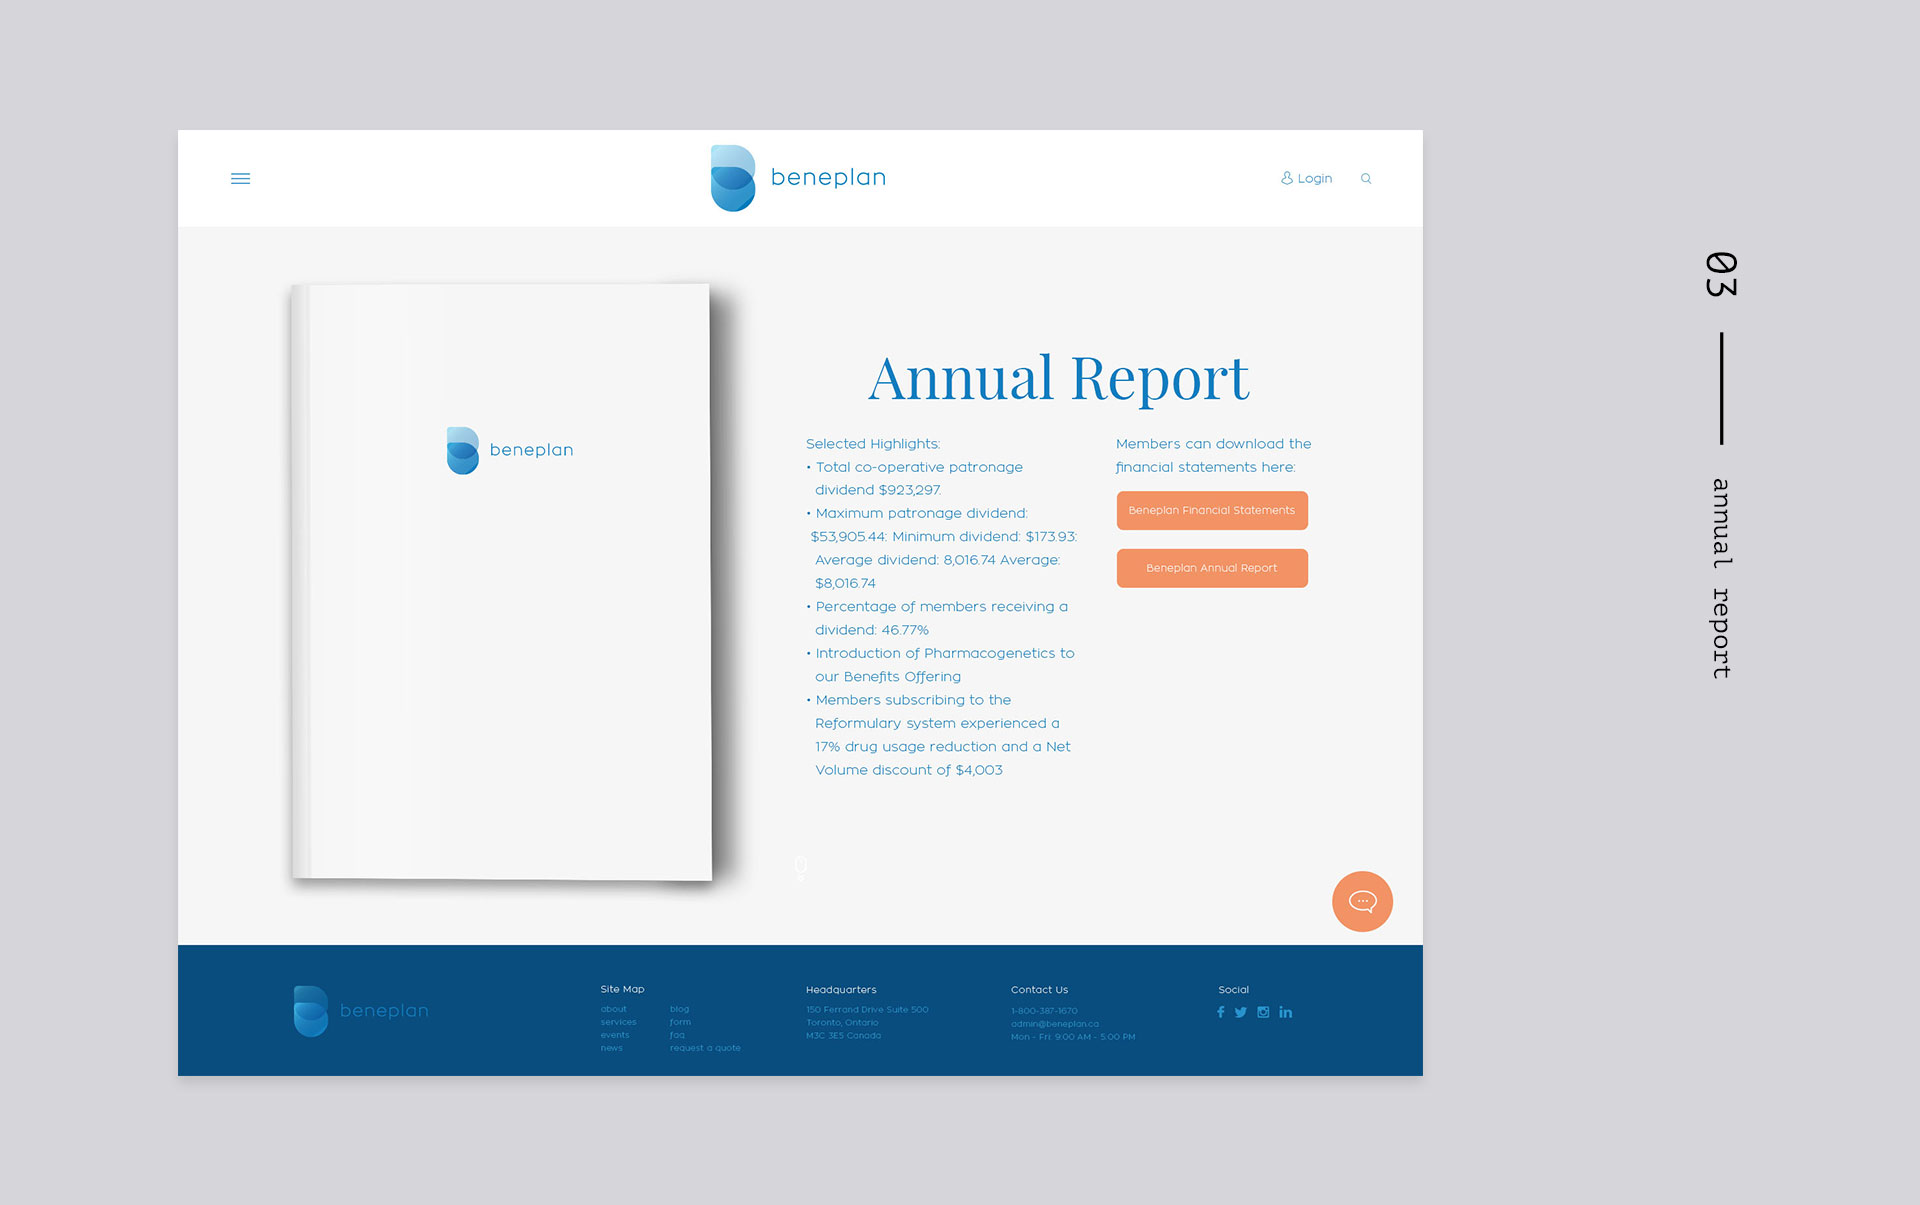 beneplan
Login
beneplan
Annual Report
Selected Highlights:
• Total co-operative patronage
dividend $923,297.
• Maximum patronage dividend:
$53,905.44: Minimum dividend: $173.93:
Average dividend: 8,016.74 Average:
$8,016.74
• Percentage of members receiving a
dividend: 46.77%
• Introduction of Pharmacogenetics to
our Benefits Offering
• Members subscribing to the
Reformulary system experienced a
17% drug usage reduction and a Net
Volume discount of $4,003
Members can download the
financial statements here:
Beneplan Financial Statements
Beneplan Annual Report
beneplan
Site Map
about
services
events
news
blog
form
faq
request a quote
Headquarters
150 Ferrand Drive Suite 500
Toronto, Ontario
M3C 3E5 Canada
Contact Us
1-800-387-1670
admin@beneplan.ca
Mon - Fri: 9:00 AM - 5:00 PM
Social
03
annual report